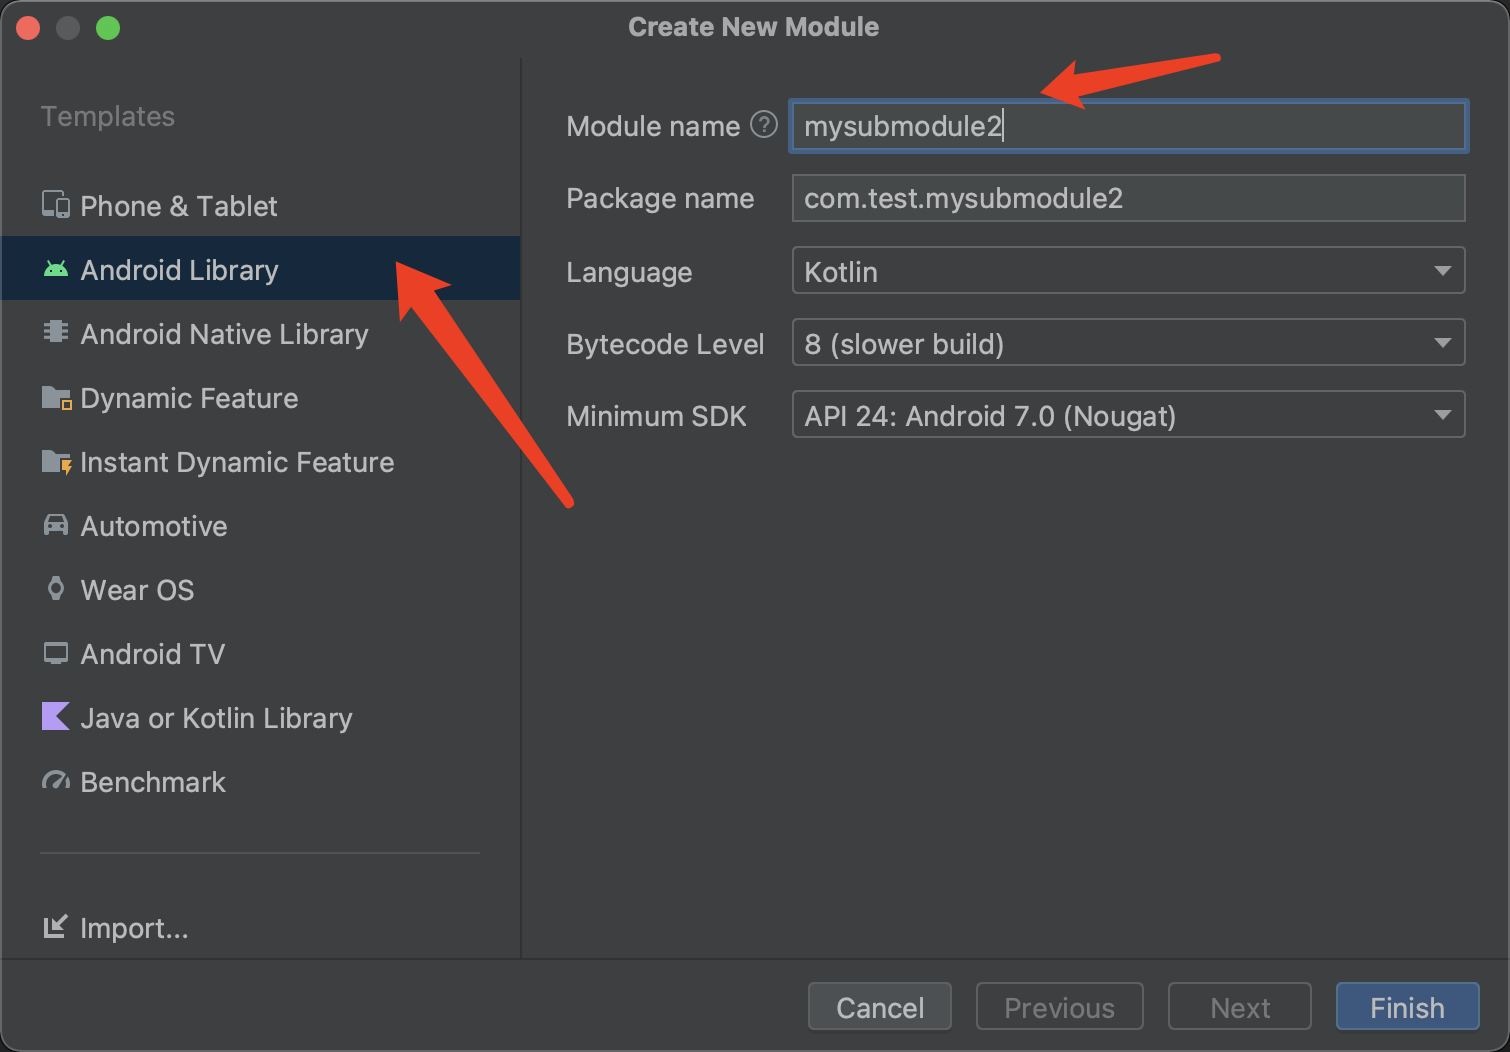 Create New Module
Templates
Phone & Tablet
Android Library
Android Native Library
Dynamic Feature
Instant Dynamic Feature
Automotive
Wear OS
Android TV
Java or Kotlin Library
Benchmark
Import...
Module name ? mysubmodule2
Package name com.test.mysubmodule2
Language Kotlin
Bytecode Level 8 (slower build)
Minimum SDK API 24: Android 7.0 (Nougat)
Cancel Previous Next Finish